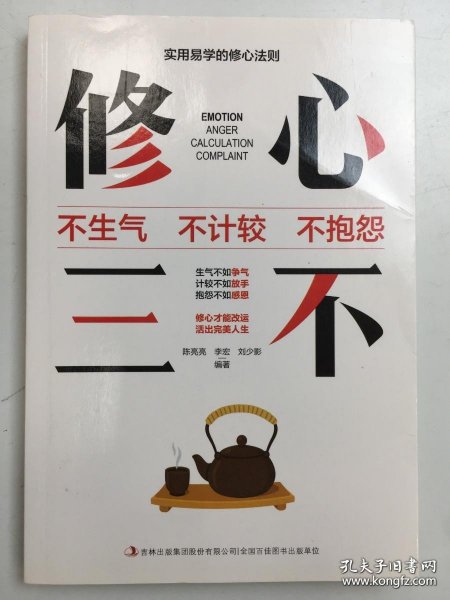 实用易学的修心法则
修心
EMOTION
ANGER
CALCULATION
COMPLAINT
不生气 不计较 不抱怨
三不
生气不如争气
计较不如放手
抱怨不如感恩
修心才能改运
活出完美人生
陈亮亮 李宏 刘少影
编著
吉林出版集团股份有限公司|全国百佳图书出版单位
孔夫子旧书网
www.kongfz.com